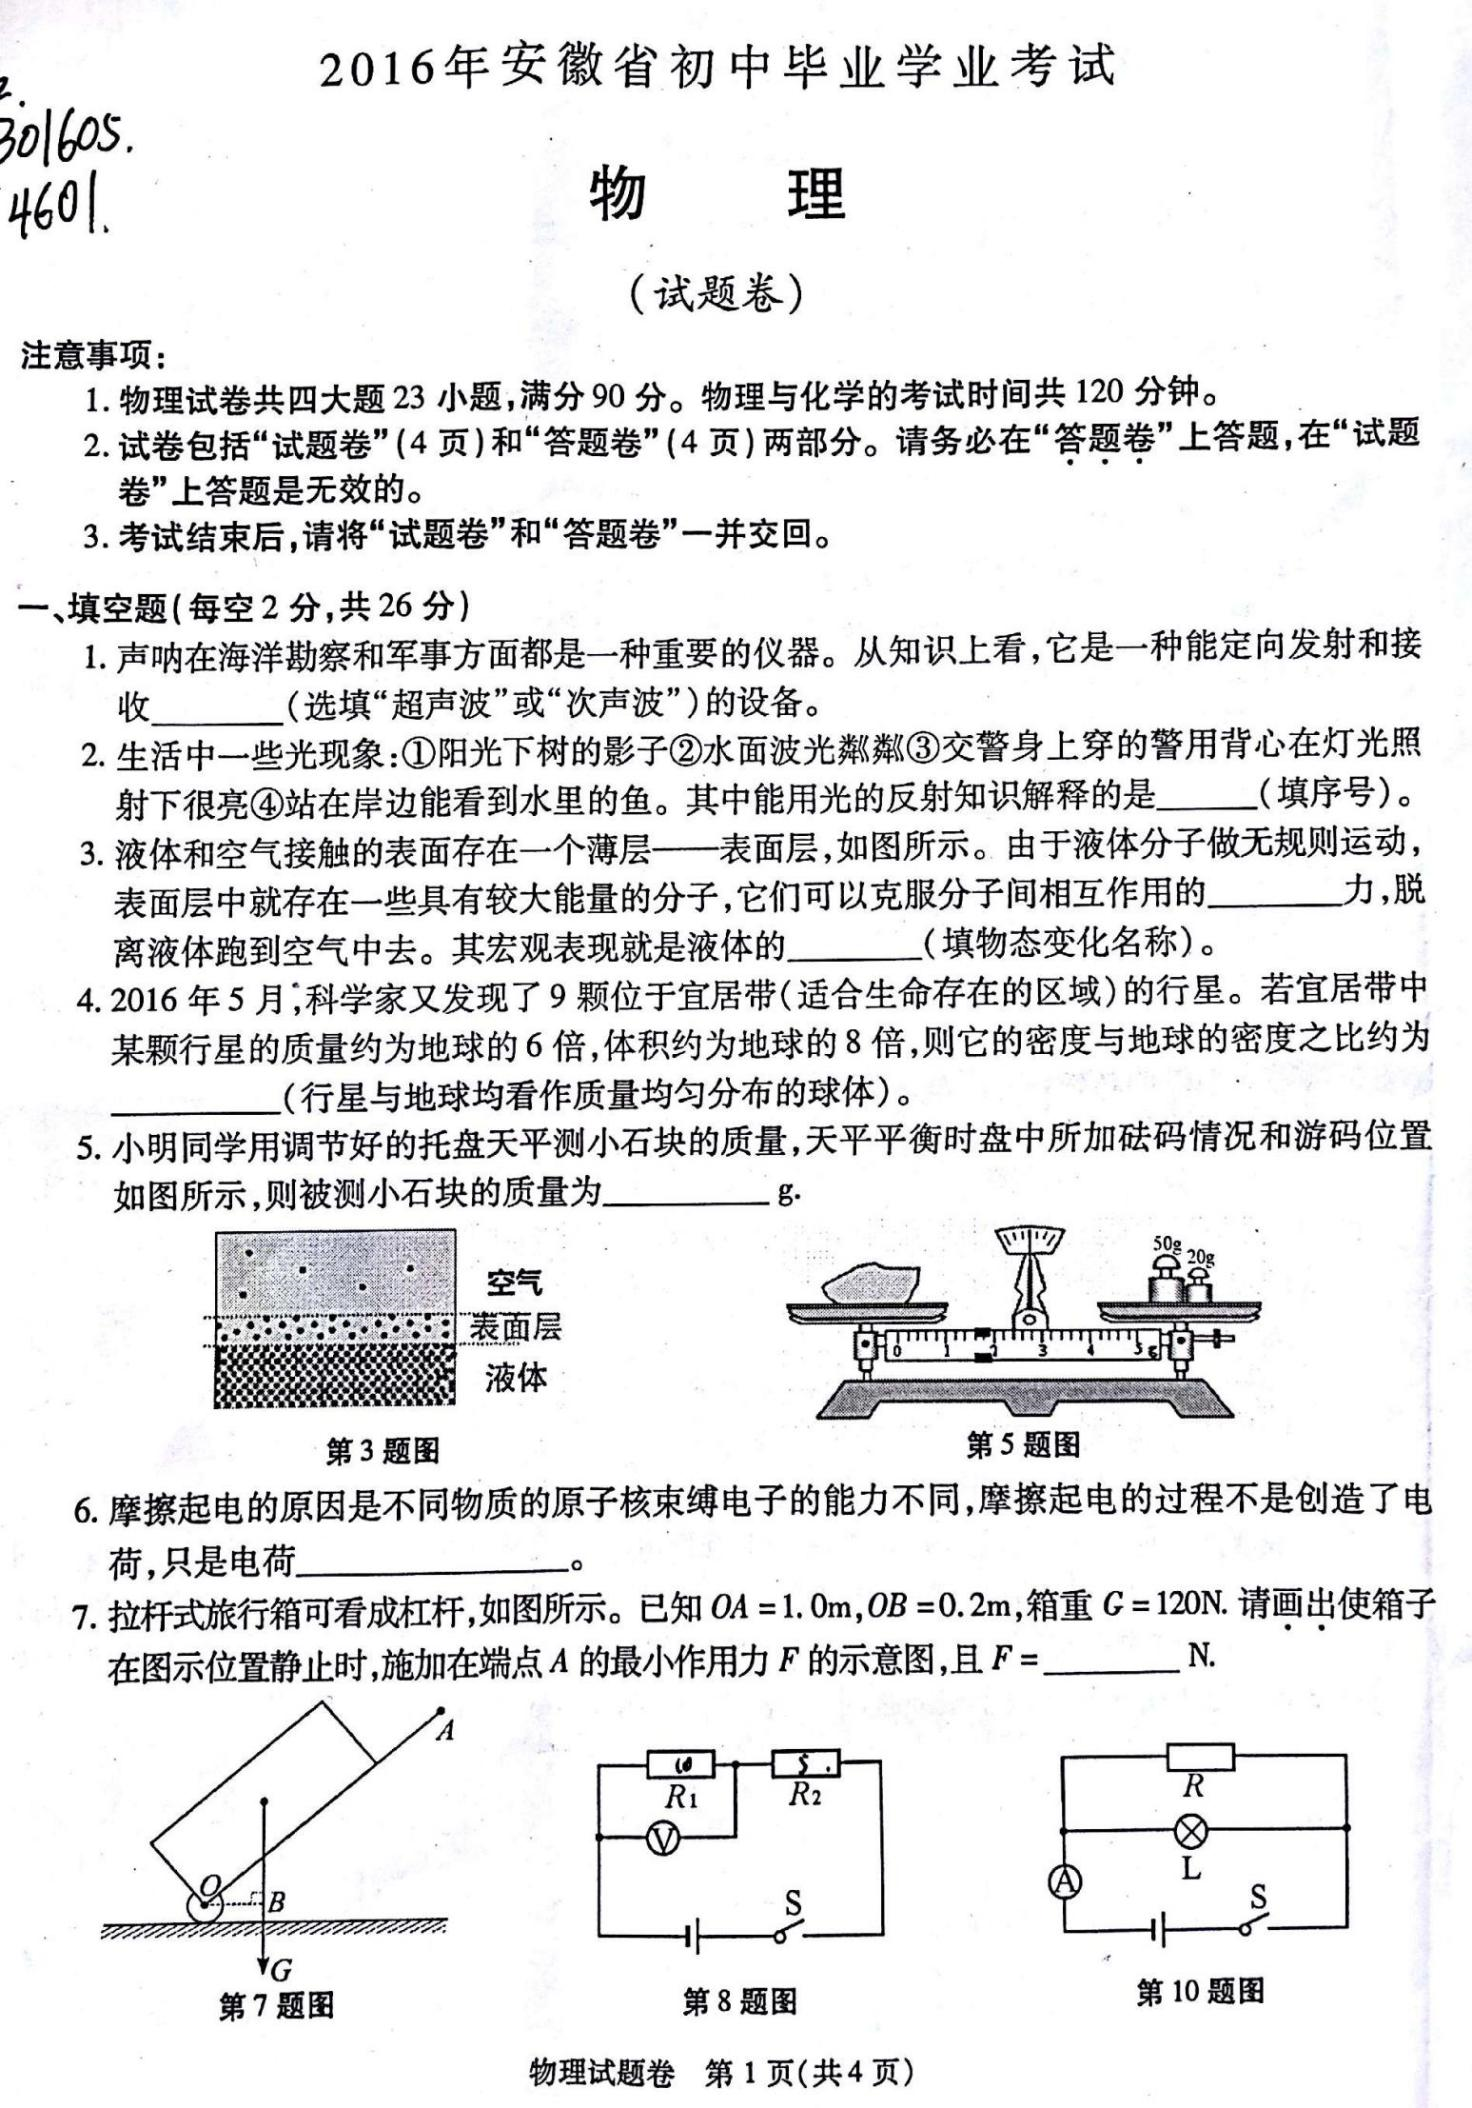 2016年安徽省初中毕业学业考试
301605.
4601.
物 理
（试题卷）
注意事项：
1. 物理试卷共四大题23小题,满分90分。物理与化学的考试时间共120分钟。
2. 试卷包括“试题卷”(4页)和“答题卷”(4页)两部分。请务必在“答题卷”上答题,在“试题
卷”上答题是无效的。
3. 考试结束后,请将“试题卷”和“答题卷”一并交回。
一、填空题(每空2分,共26分)
1. 声呐在海洋勘察和军事方面都是一种重要的仪器。从知识上看,它是一种能定向发射和接
收________(选填“超声波”或“次声波”)的设备。
2. 生活中一些光现象:①阳光下树的影子②水面波光粼粼③交警身上穿的警用背心在灯光照
射下很亮④站在岸边能看到水里的鱼。其中能用光的反射知识解释的是______(填序号)。
3. 液体和空气接触的表面存在一个薄层——表面层,如图所示。由于液体分子做无规则运动,
表面层中就存在一些具有较大能量的分子,它们可以克服分子间相互作用的________力,脱
离液体跑到空气中去。其宏观表现就是液体的________(填物态变化名称)。
4. 2016年5月,科学家又发现了9颗位于宜居带(适合生命存在的区域)的行星。若宜居带中
某颗行星的质量约为地球的6倍,体积约为地球的8倍,则它的密度与地球的密度之比约为
__________(行星与地球均看作质量均匀分布的球体)。
5. 小明同学用调节好的托盘天平测小石块的质量,天平平衡时盘中所加砝码情况和游码位置
如图所示,则被测小石块的质量为__________g.
空气
表面层
液体
第3题图
50g 20g
0 1 2 3 4 5 g
第5题图
6. 摩擦起电的原因是不同物质的原子核束缚电子的能力不同,摩擦起电的过程不是创造了电
荷,只是电荷________________。
7. 拉杆式旅行箱可看成杠杆,如图所示。已知OA=1.0m,OB=0.2m,箱重G=120N.请画出使箱子
在图示位置静止时,施加在端点A的最小作用力F的示意图,且F=________N.
A
O
B
G
第7题图
10 5.
R1 R2
V
S
第8题图
R
L
A
S
第10题图
物理试题卷 第1页(共4页)